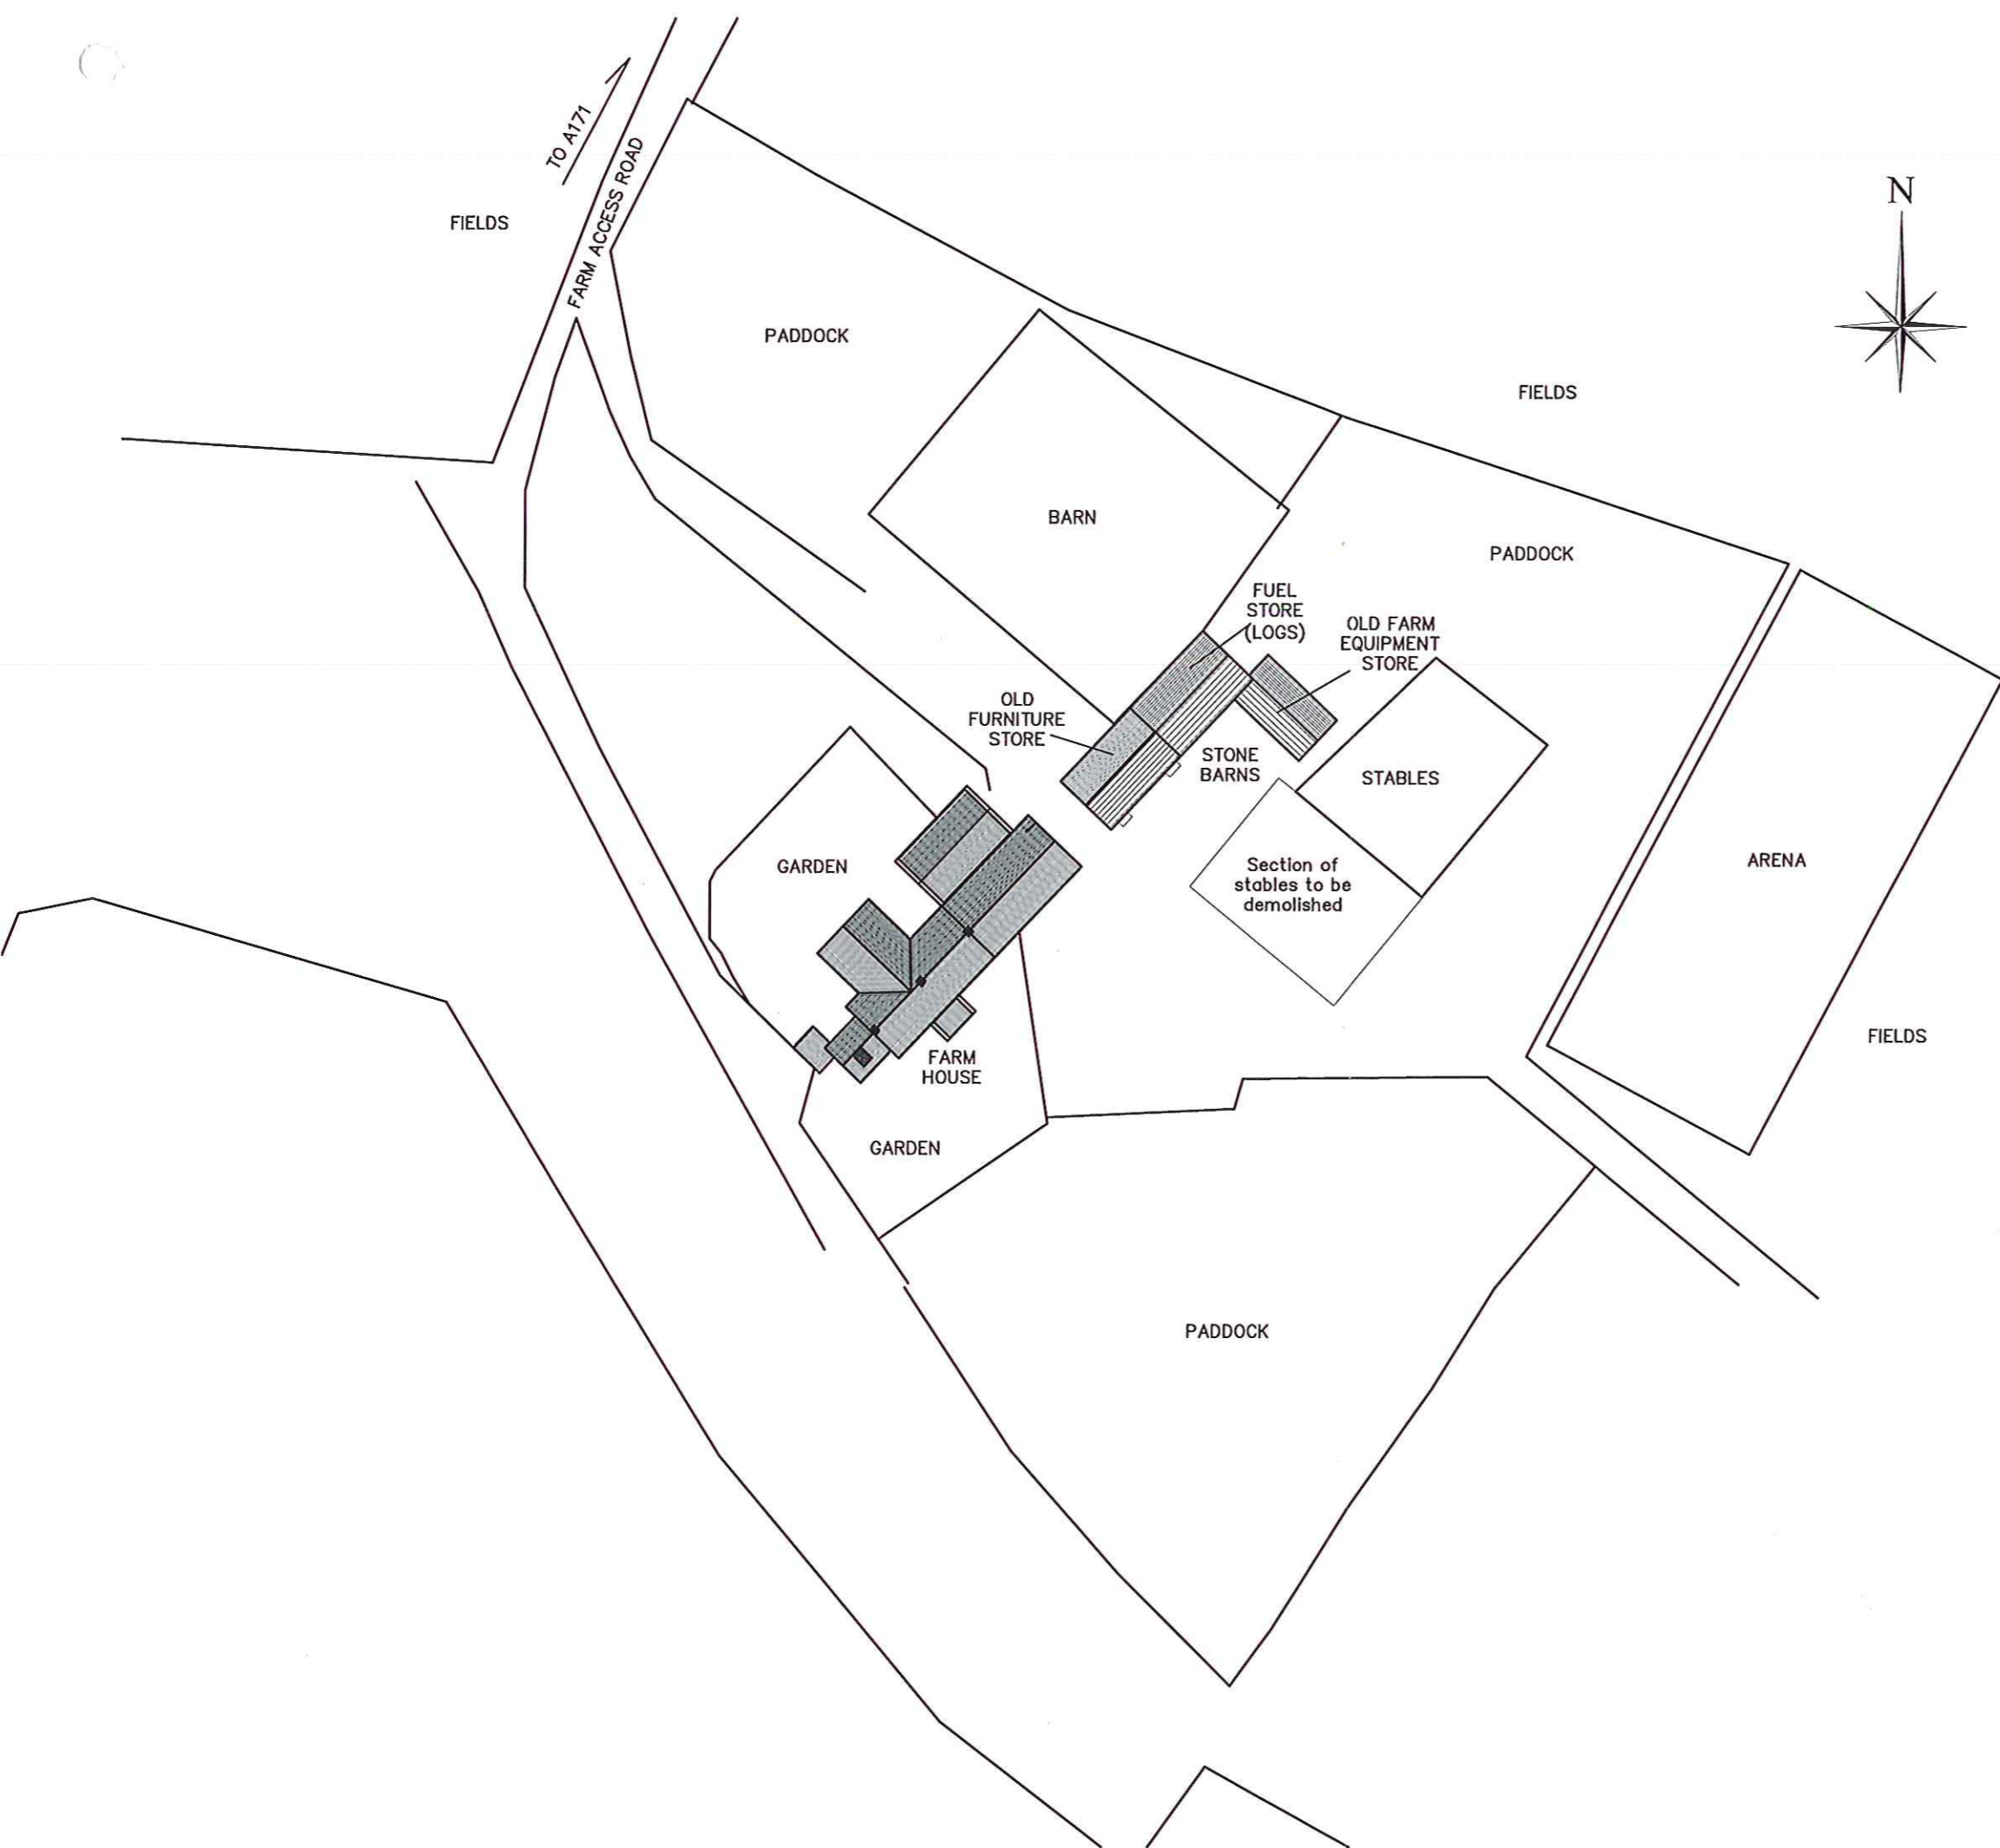 TO A171
FARM ACCESS ROAD
N
FIELDS
PADDOCK
FIELDS
BARN
PADDOCK
FUEL
STORE
(LOGS)
OLD FARM
EQUIPMENT
STORE
OLD
FURNITURE
STORE
STONE
BARNS
STABLES
GARDEN
Section of
stables to be
demolished
ARENA
FIELDS
FARM
HOUSE
GARDEN
PADDOCK